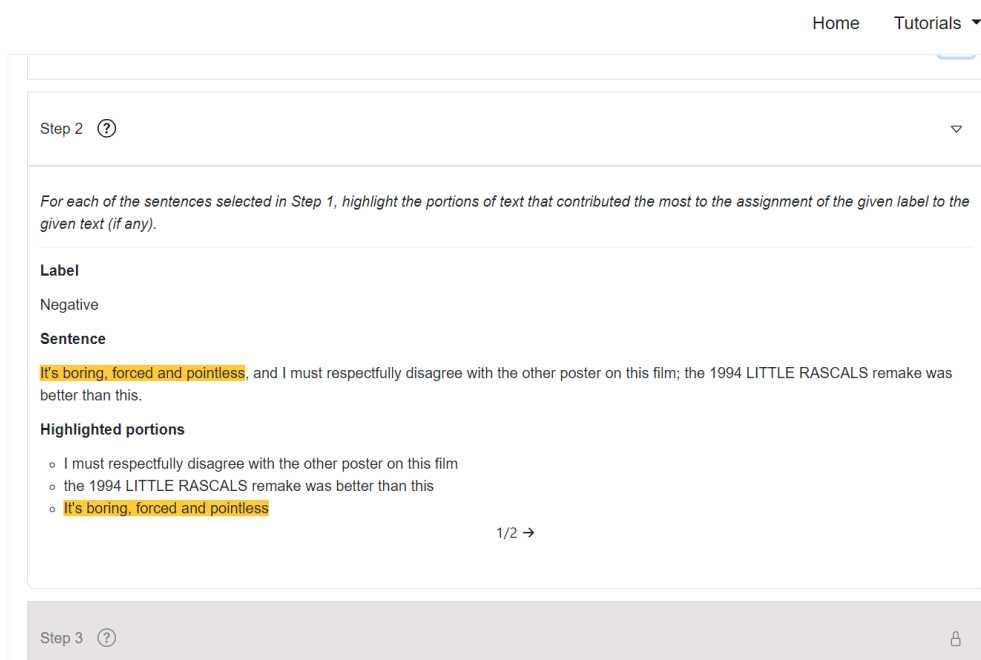 Home Tutorials
Step 2 ?
For each of the sentences selected in Step 1, highlight the portions of text that contributed the most to the assignment of the given label to the
given text (if any).
Label
Negative
Sentence
It's boring, forced and pointless, and I must respectfully disagree with the other poster on this film; the 1994 LITTLE RASCALS remake was
better than this.
Highlighted portions
I must respectfully disagree with the other poster on this film
the 1994 LITTLE RASCALS remake was better than this
It's boring, forced and pointless
1/2 →
Step 3 ?